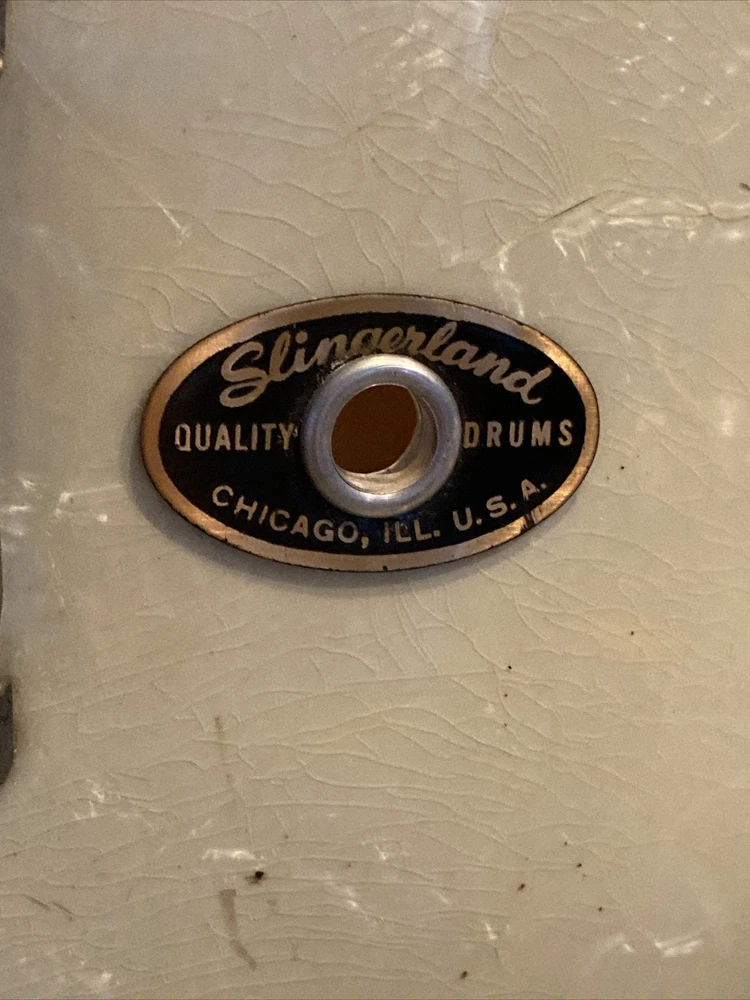 Slingerland
QUALITY DRUMS
CHICAGO, ILL. U.S.A.